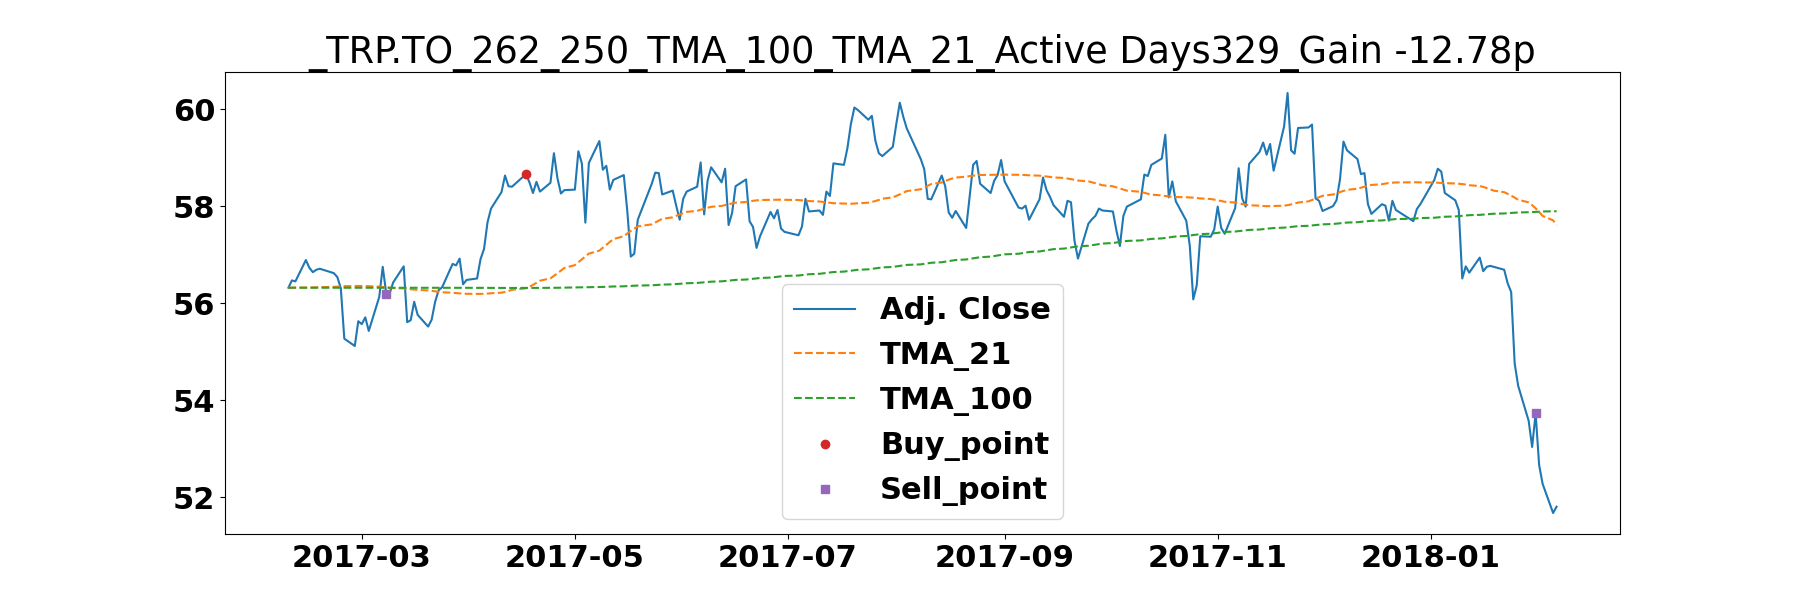 _TRP.TO_262_250_TMA_100_TMA_21_Active Days329_Gain -12.78p
60
58
56
54
52
Adj. Close
TMA_21
TMA_100
Buy_point
Sell_point
2017-03 2017-05 2017-07 2017-09 2017-11 2018-01